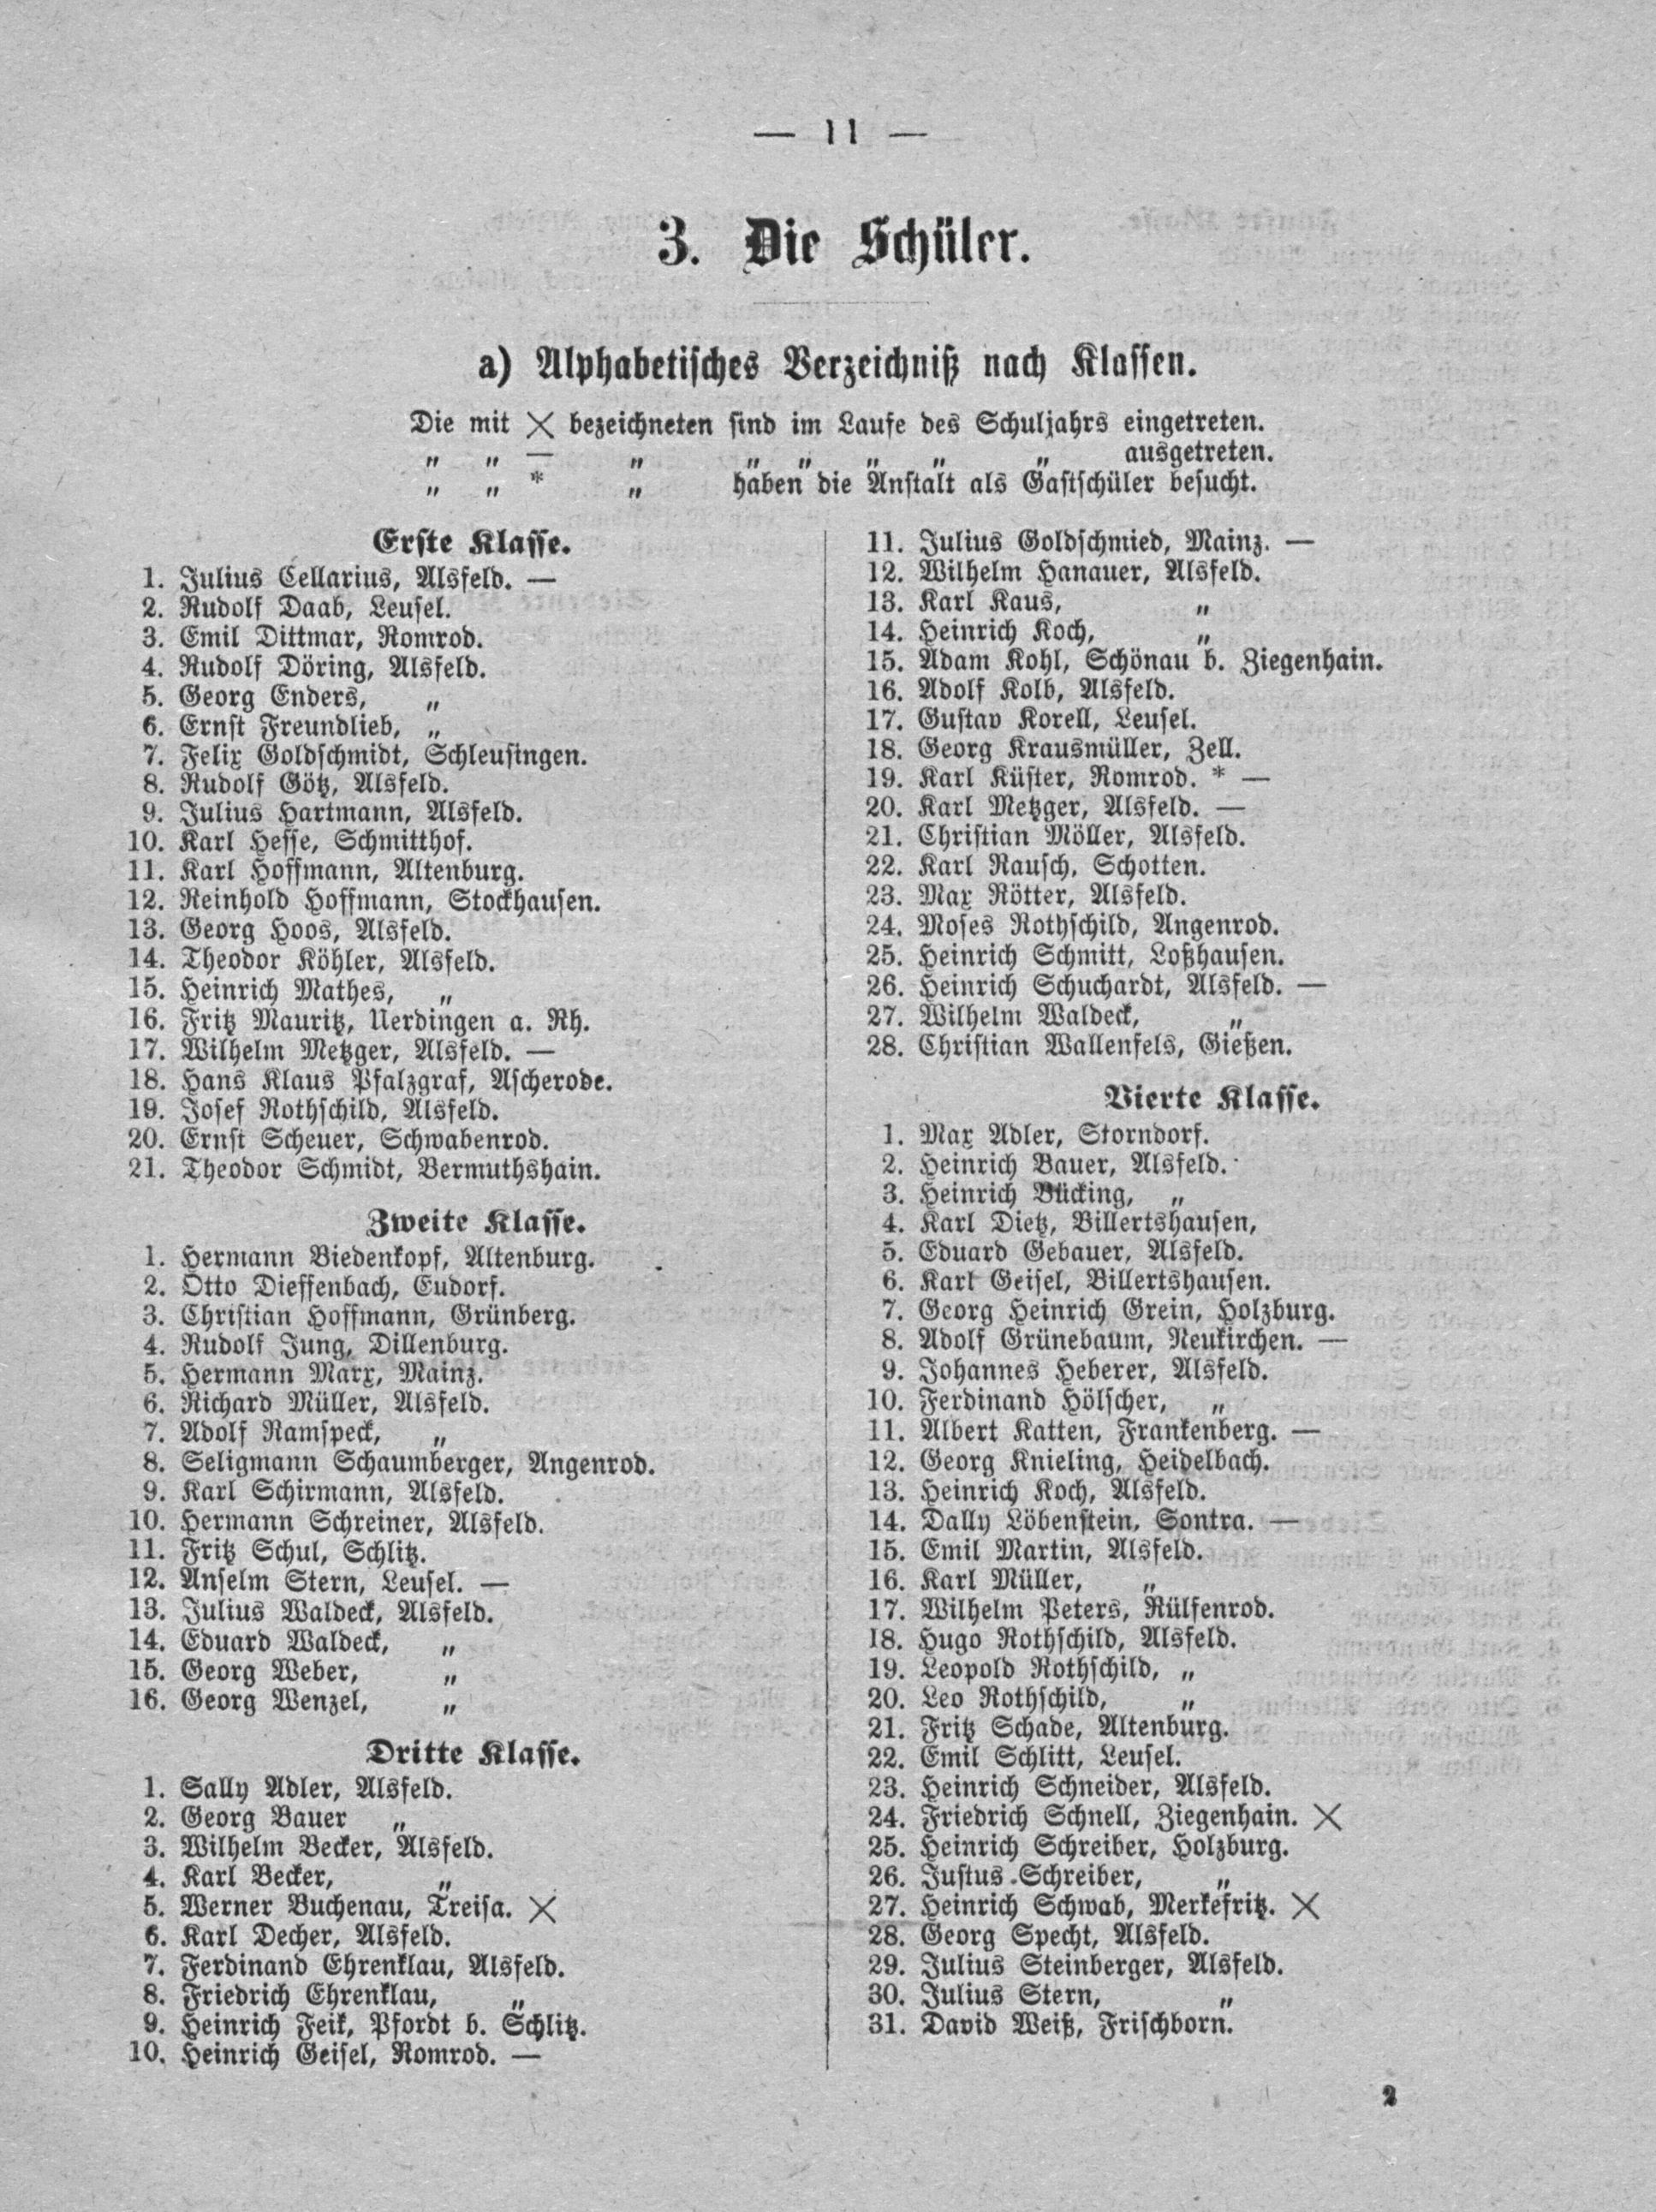 — 11 —
3. Die Schüler.
a) Alphabetisches Verzeichniß nach Klassen.
Die mit × bezeichneten sind im Laufe des Schuljahrs eingetreten.
„ „ — „ „ „ „ „ „ ausgetreten.
„ „ * „ haben die Anstalt als Gastschüler besucht.
Erste Klasse.
1. Julius Cellarius, Alsfeld. —
2. Rudolf Daab, Leusel.
3. Emil Dittmar, Romrod.
4. Rudolf Döring, Alsfeld.
5. Georg Enders, „
6. Ernst Freundlieb, „
7. Felix Goldschmidt, Schleusingen.
8. Rudolf Götz, Alsfeld.
9. Julius Hartmann, Alsfeld.
10. Karl Hesse, Schmitthof.
11. Karl Hoffmann, Altenburg.
12. Reinhold Hoffmann, Stockhausen.
13. Georg Hoos, Alsfeld.
14. Theodor Köhler, Alsfeld.
15. Heinrich Mathes, „
16. Fritz Mauritz, Uerdingen a. Rh.
17. Wilhelm Metzger, Alsfeld. —
18. Hans Klaus Pfalzgraf, Ascherode.
19. Josef Rothschild, Alsfeld.
20. Ernst Scheuer, Schwabenrod.
21. Theodor Schmidt, Bermuthshain.
Zweite Klasse.
1. Hermann Biedenkopf, Altenburg.
2. Otto Dieffenbach, Eudorf.
3. Christian Hoffmann, Grünberg.
4. Rudolf Jung, Dillenburg.
5. Hermann Marx, Mainz.
6. Richard Müller, Alsfeld.
7. Adolf Ramspeck, „
8. Seligmann Schaumberger, Angenrod.
9. Karl Schirmann, Alsfeld.
10. Hermann Schreiner, Alsfeld.
11. Fritz Schul, Schlitz.
12. Anselm Stern, Leusel. —
13. Julius Waldeck, Alsfeld.
14. Eduard Waldeck, „
15. Georg Weber, „
16. Georg Wenzel, „
Dritte Klasse.
1. Sally Adler, Alsfeld.
2. Georg Bauer „
3. Wilhelm Becker, Alsfeld.
4. Karl Becker, „
5. Werner Buchenau, Treisa. ×
6. Karl Decher, Alsfeld.
7. Ferdinand Ehrenklau, Alsfeld.
8. Friedrich Ehrenklau, „
9. Heinrich Feik, Pfordt b. Schlitz.
10. Heinrich Geisel, Romrod. —
11. Julius Goldschmied, Mainz. —
12. Wilhelm Hanauer, Alsfeld.
13. Karl Kaus, „
14. Heinrich Koch, „
15. Adam Kohl, Schönau b. Ziegenhain.
16. Adolf Kolb, Alsfeld.
17. Gustav Korell, Leusel.
18. Georg Krausmüller, Zell.
19. Karl Küster, Romrod. * —
20. Karl Metzger, Alsfeld. —
21. Christian Möller, Alsfeld.
22. Karl Rausch, Schotten.
23. Max Rötter, Alsfeld.
24. Moses Rothschild, Angenrod.
25. Heinrich Schmitt, Loßhausen.
26. Heinrich Schuchardt, Alsfeld. —
27. Wilhelm Waldeck, „
28. Christian Wallenfels, Gießen.
Vierte Klasse.
1. Max Adler, Storndorf.
2. Heinrich Bauer, Alsfeld.
3. Heinrich Bücking, „
4. Karl Dietz, Billertshausen,
5. Eduard Gebauer, Alsfeld.
6. Karl Geisel, Billertshausen.
7. Georg Heinrich Grein, Holzburg.
8. Adolf Grünebaum, Neukirchen. —
9. Johannes Heberer, Alsfeld.
10. Ferdinand Hölscher, „
11. Albert Katten, Frankenberg. —
12. Georg Knieling, Heidelbach.
13. Heinrich Koch, Alsfeld.
14. Dally Löbenstein, Sontra. —
15. Emil Martin, Alsfeld.
16. Karl Müller, „
17. Wilhelm Peters, Rülfenrod.
18. Hugo Rothschild, Alsfeld.
19. Leopold Rothschild, „
20. Leo Rothschild, „
21. Fritz Schade, Altenburg.
22. Emil Schlitt, Leusel.
23. Heinrich Schneider, Alsfeld.
24. Friedrich Schnell, Ziegenhain. ×
25. Heinrich Schreiber, Holzburg.
26. Justus Schreiber, „
27. Heinrich Schwab, Merkefritz. ×
28. Georg Specht, Alsfeld.
29. Julius Steinberger, Alsfeld.
30. Julius Stern, „
31. David Weiß, Frischborn.
2